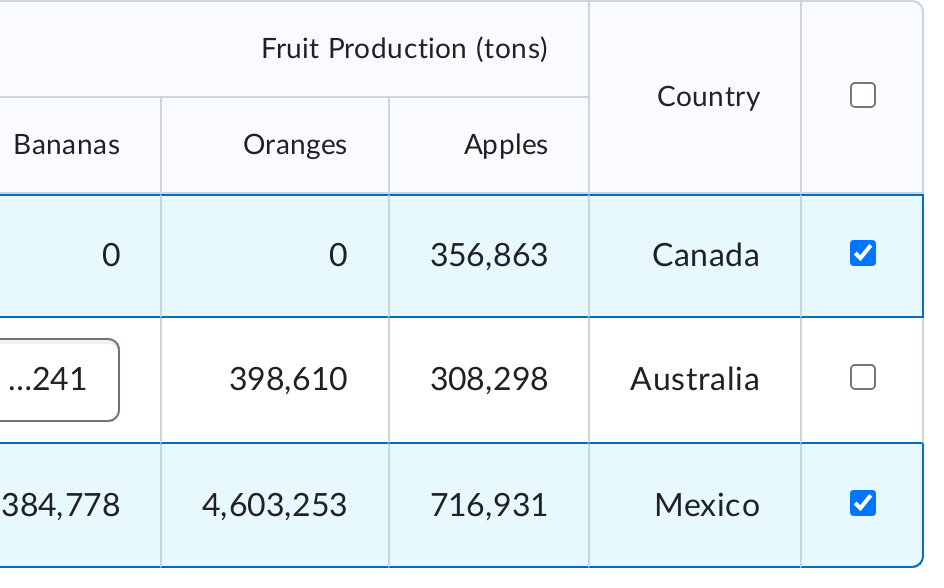 Fruit Production (tons)
Country
Bananas Oranges Apples
0 0 356,863 Canada
...241 398,610 308,298 Australia
384,778 4,603,253 716,931 Mexico